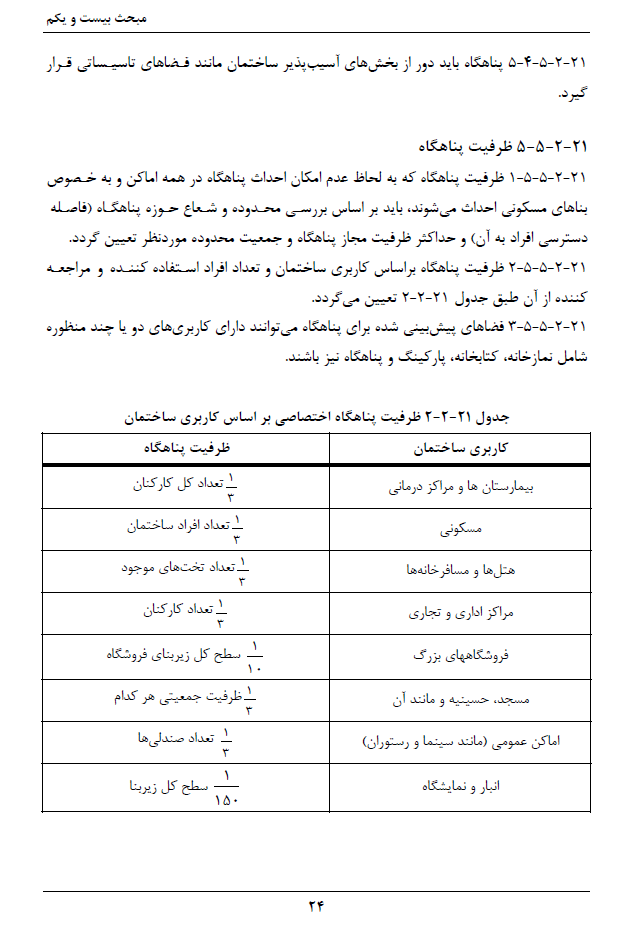 مبحث بیست و یکم
۲۱-۲-۵-۴-۵ پناهگاه باید دور از بخش‌های آسیب‌پذیر ساختمان مانند فضاهای تاسیساتی قرار
گیرد.
۲۱-۲-۵-۵ ظرفیت پناهگاه
۲۱-۲-۵-۵-۱ ظرفیت پناهگاه که به لحاظ عدم امکان احداث پناهگاه در همه اماکن و به خصوص
بناهای مسکونی احداث می‌شوند، باید بر اساس بررسی محدوده و شعاع حوزه پناهگاه (فاصله
دسترسی افراد به آن) و حداکثر ظرفیت مجاز پناهگاه و جمعیت محدوده موردنظر تعیین گردد.
۲۱-۲-۵-۵-۲ ظرفیت پناهگاه براساس کاربری ساختمان و تعداد افراد استفاده کننده و مراجعه
کننده از آن طبق جدول ۲۱-۲-۲ تعیین می‌گردد.
۲۱-۲-۵-۵-۳ فضاهای پیش‌بینی شده برای پناهگاه می‌توانند دارای کاربری‌های دو یا چند منظوره
شامل نمازخانه، کتابخانه، پارکینگ و پناهگاه نیز باشند.
جدول ۲۱-۲-۲ ظرفیت پناهگاه اختصاصی بر اساس کاربری ساختمان
کاربری ساختمان ظرفیت پناهگاه
بیمارستان ها و مراکز درمانی ۱/۳ تعداد کل کارکنان
مسکونی ۱/۳ تعداد افراد ساختمان
هتل‌ها و مسافرخانه‌ها ۱/۳ تعداد تخت‌های موجود
مراکز اداری و تجاری ۱/۳ تعداد کارکنان
فروشگاههای بزرگ ۱/۱۰ سطح کل زیربنای فروشگاه
مسجد، حسینیه و مانند آن ۱/۳ ظرفیت جمعیتی هر کدام
اماکن عمومی (مانند سینما و رستوران) ۱/۳ تعداد صندلی‌ها
انبار و نمایشگاه ۱/۱۵۰ سطح کل زیربنا
۲۴